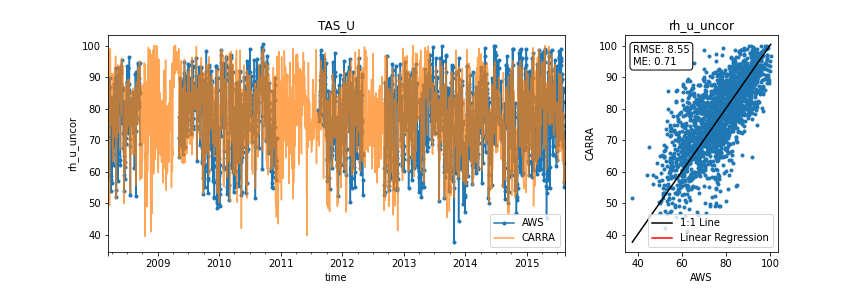 TAS_U
rh_u_uncor
100
90
80
70
60
50
40
rh_u_uncor
2009
2010
2011
2012
2013
2014
2015
time
AWS
CARRA
rh_u_uncor
RMSE: 8.55
ME: 0.71
100
90
80
70
60
50
40
CARRA
1:1 Line
Linear Regression
40
60
80
100
AWS